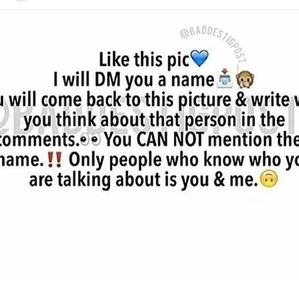 @BADDESTIGPOST_
Like this pic💙
I will DM you a name📩🙊
u will come back to this picture & write w
you think about that person in the
comments.👀 You CAN NOT mention the
name.‼️ Only people who know who yo
are talking about is you & me.🙃